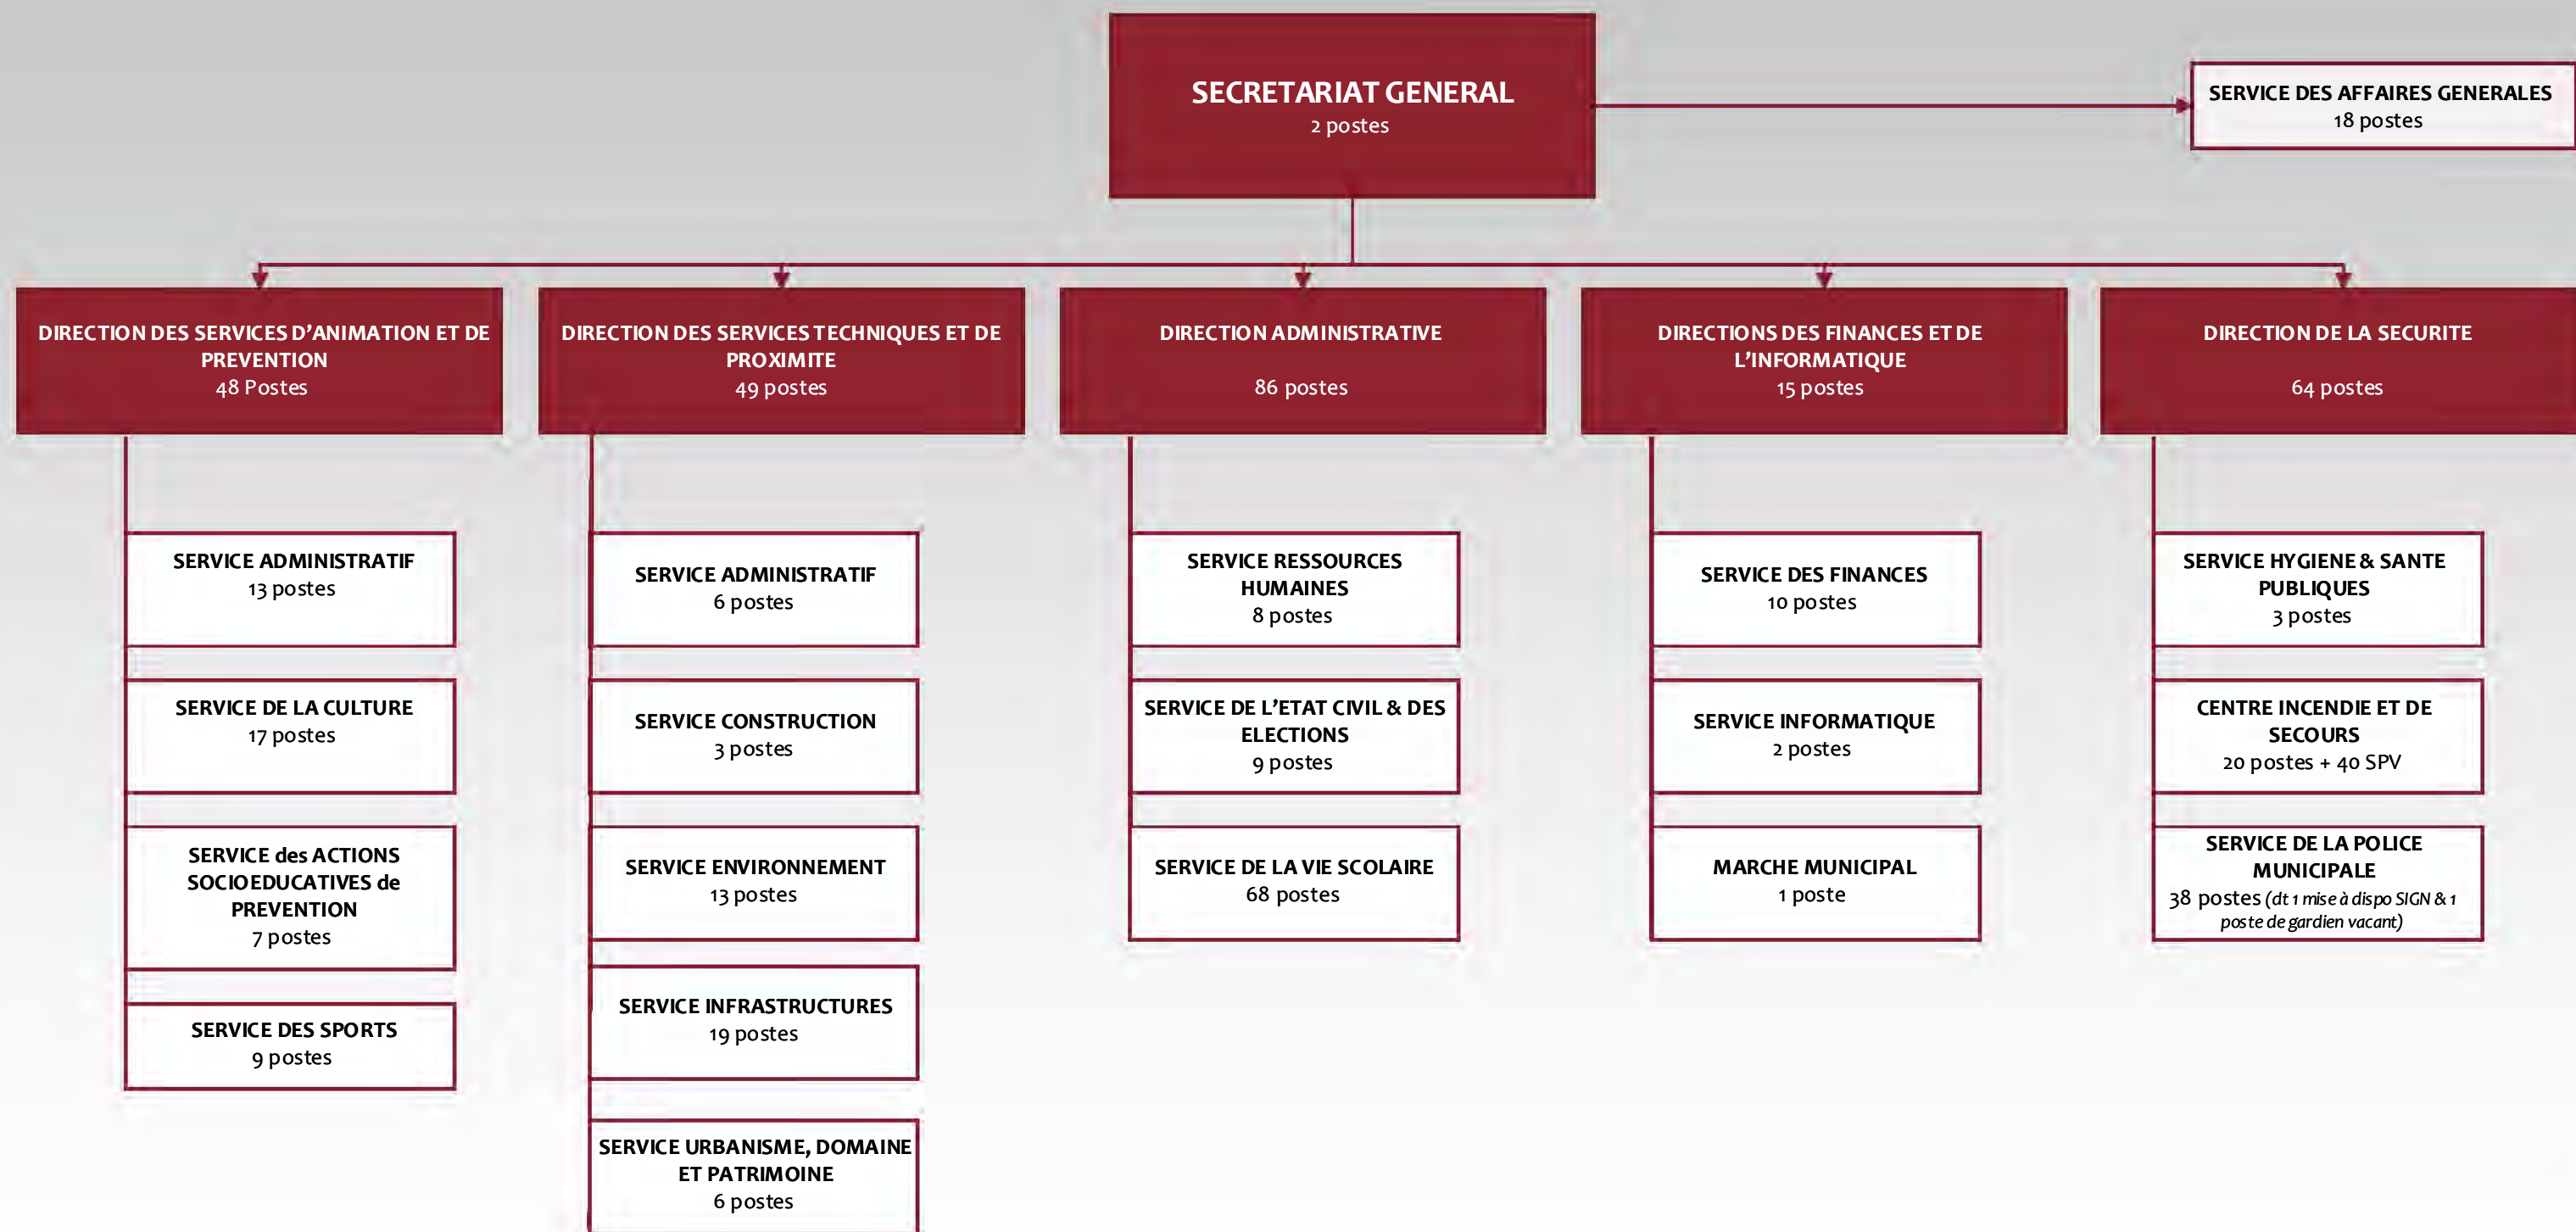 SECRETARIAT GENERAL
2 postes
SERVICE DES AFFAIRES GENERALES
18 postes
DIRECTION DES SERVICES D’ANIMATION ET DE
PREVENTION
48 Postes
DIRECTION DES SERVICES TECHNIQUES ET DE
PROXIMITE
49 postes
DIRECTION ADMINISTRATIVE
86 postes
DIRECTIONS DES FINANCES ET DE
L’INFORMATIQUE
15 postes
DIRECTION DE LA SECURITE
64 postes
SERVICE ADMINISTRATIF
13 postes
SERVICE DE LA CULTURE
17 postes
SERVICE des ACTIONS
SOCIOEDUCATIVES de
PREVENTION
7 postes
SERVICE DES SPORTS
9 postes
SERVICE ADMINISTRATIF
6 postes
SERVICE CONSTRUCTION
3 postes
SERVICE ENVIRONNEMENT
13 postes
SERVICE INFRASTRUCTURES
19 postes
SERVICE URBANISME, DOMAINE
ET PATRIMOINE
6 postes
SERVICE RESSOURCES
HUMAINES
8 postes
SERVICE DE L’ETAT CIVIL & DES
ELECTIONS
9 postes
SERVICE DE LA VIE SCOLAIRE
68 postes
SERVICE DES FINANCES
10 postes
SERVICE INFORMATIQUE
2 postes
MARCHE MUNICIPAL
1 poste
SERVICE HYGIENE & SANTE
PUBLIQUES
3 postes
CENTRE INCENDIE ET DE
SECOURS
20 postes + 40 SPV
SERVICE DE LA POLICE
MUNICIPALE
38 postes (dt 1 mise à dispo SIGN & 1
poste de gardien vacant)